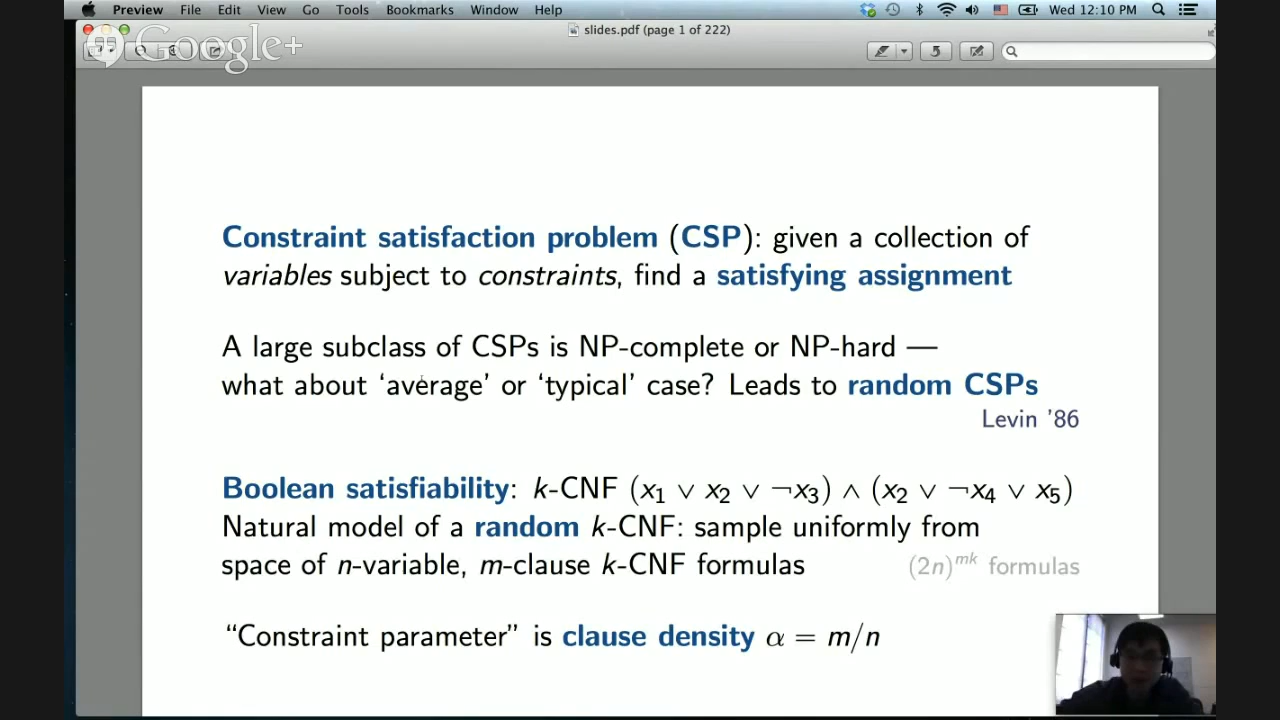 Preview File Edit View Go Tools Bookmarks Window Help Wed 12:10 PM
slides.pdf (page 1 of 222)
Google+
Constraint satisfaction problem (CSP): given a collection of
variables subject to constraints, find a satisfying assignment
A large subclass of CSPs is NP-complete or NP-hard —
what about ‘average’ or ‘typical’ case? Leads to random CSPs
Levin ’86
Boolean satisfiability: k-CNF (x₁ ∨ x₂ ∨ ¬x₃) ∧ (x₂ ∨ ¬x₄ ∨ x₅)
Natural model of a random k-CNF: sample uniformly from
space of n-variable, m-clause k-CNF formulas (2n)^{mk} formulas
“Constraint parameter” is clause density α = m/n